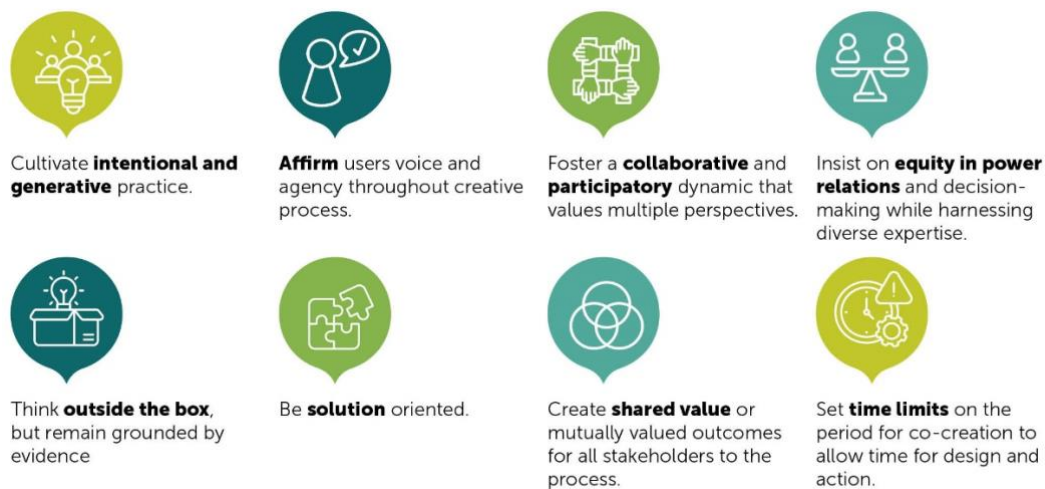 Cultivate intentional and
generative practice.
Affirm users voice and
agency throughout creative
process.
Foster a collaborative and
participatory dynamic that
values multiple perspectives.
Insist on equity in power
relations and decision-
making while harnessing
diverse expertise.
Think outside the box,
but remain grounded by
evidence
Be solution oriented.
Create shared value or
mutually valued outcomes
for all stakeholders to the
process.
Set time limits on the
period for co-creation to
allow time for design and
action.